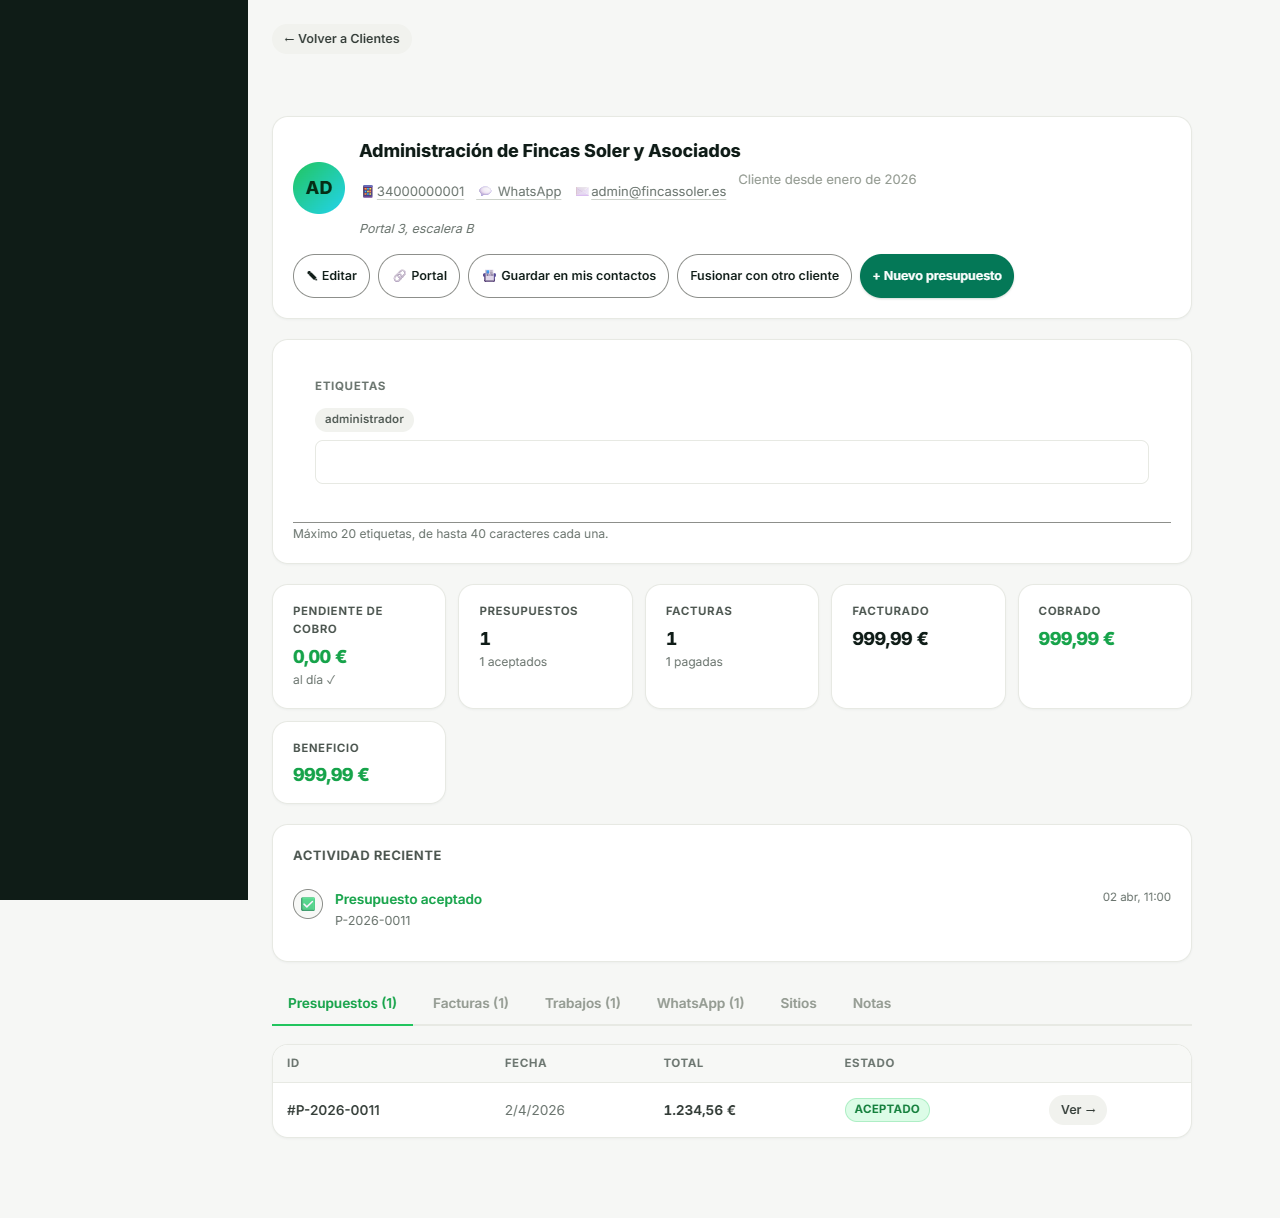 ← Volver a Clientes
AD
Administración de Fincas Soler y Asociados
34000000001 WhatsApp admin@fincassoler.es Cliente desde enero de 2026
Portal 3, escalera B
Editar Portal Guardar en mis contactos Fusionar con otro cliente + Nuevo presupuesto
ETIQUETAS
administrador
Máximo 20 etiquetas, de hasta 40 caracteres cada una.
PENDIENTE DE
COBRO
0,00 €
al día ✓
PRESUPUESTOS
1
1 aceptados
FACTURAS
1
1 pagadas
FACTURADO
999,99 €
COBRADO
999,99 €
BENEFICIO
999,99 €
ACTIVIDAD RECIENTE
Presupuesto aceptado 02 abr, 11:00
P-2026-0011
Presupuestos (1) Facturas (1) Trabajos (1) WhatsApp (1) Sitios Notas
ID FECHA TOTAL ESTADO
#P-2026-0011 2/4/2026 1.234,56 € ACEPTADO Ver →